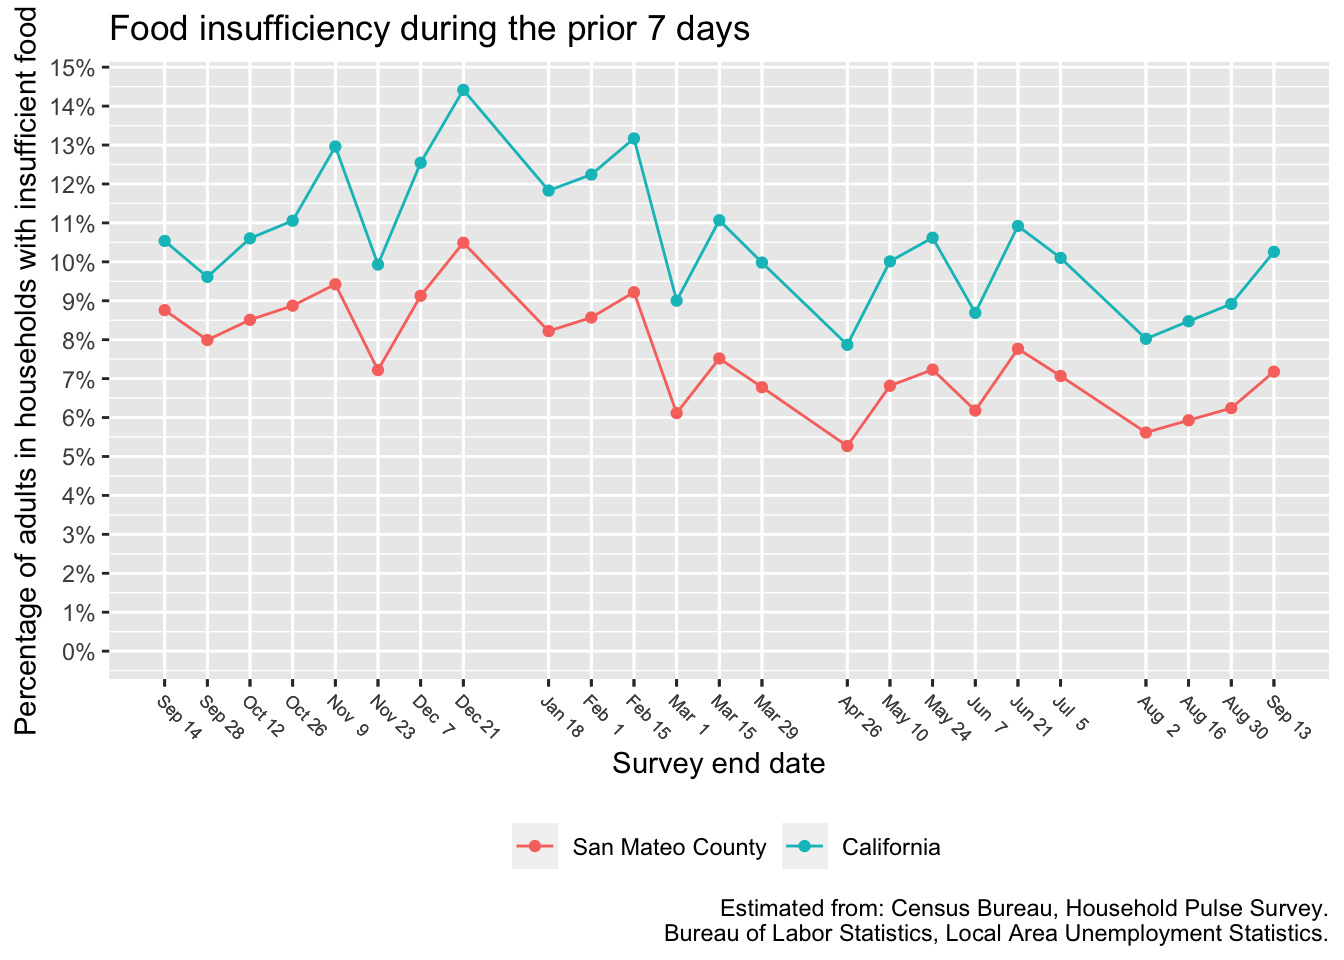 Food insufficiency during the prior 7 days
Percentage of adults in households with insufficient food
15%
14%
13%
12%
11%
10%
9%
8%
7%
6%
5%
4%
3%
2%
1%
0%
Sep 14
Sep 28
Oct 12
Oct 26
Nov 9
Nov 23
Dec 7
Dec 21
Jan 18
Feb 1
Feb 15
Mar 1
Mar 15
Mar 29
Apr 26
May 10
May 24
Jun 7
Jun 21
Jul 5
Aug 2
Aug 16
Aug 30
Sep 13
Survey end date
San Mateo County
California
Estimated from: Census Bureau, Household Pulse Survey.
Bureau of Labor Statistics, Local Area Unemployment Statistics.